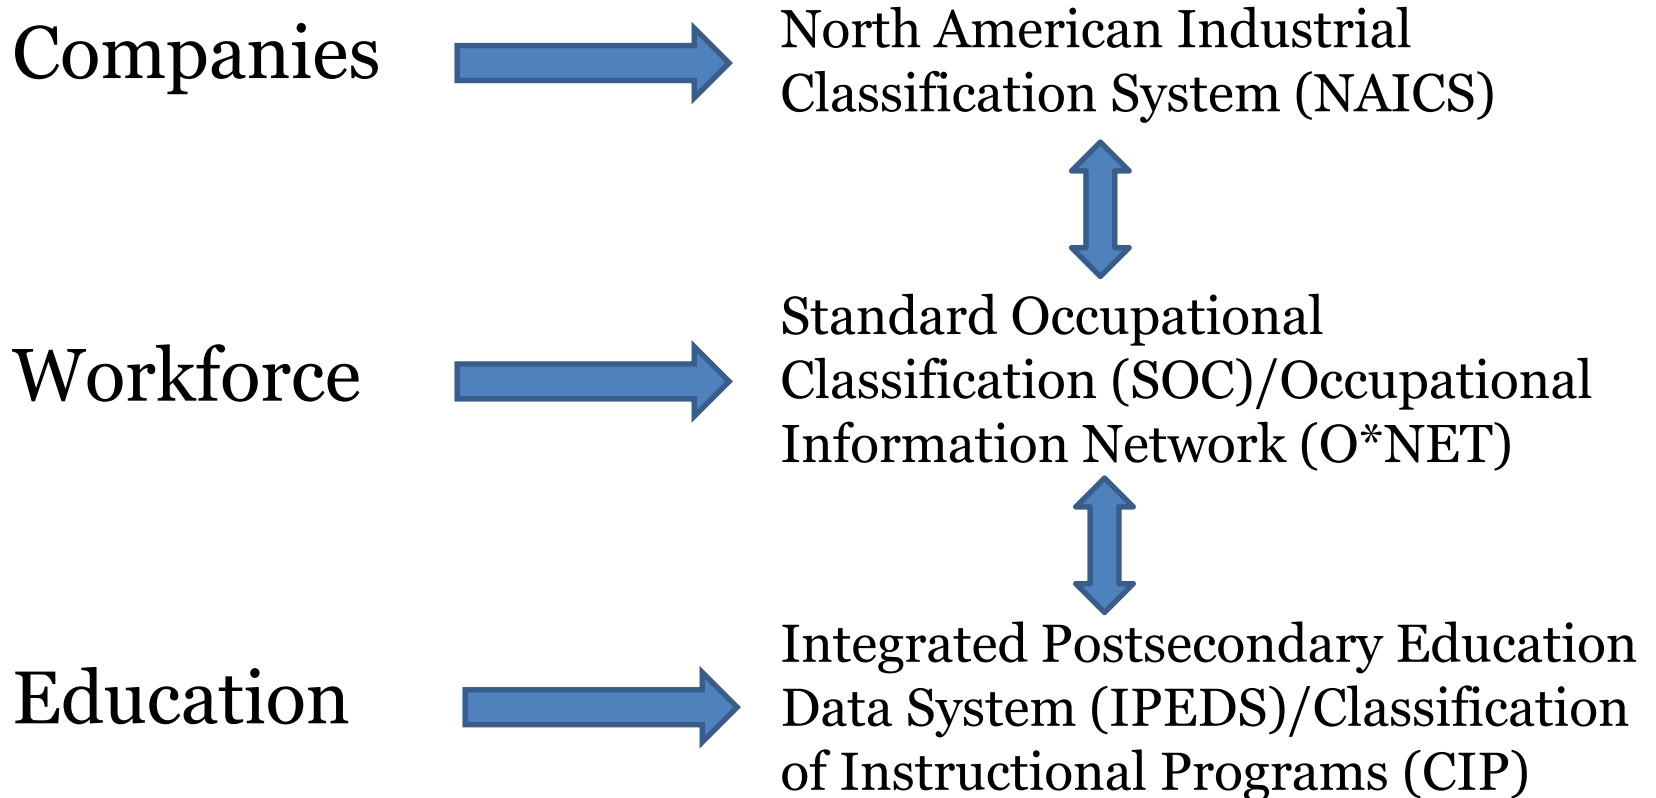 Companies
North American Industrial
Classification System (NAICS)
Workforce
Standard Occupational
Classification (SOC)/Occupational
Information Network (O*NET)
Education
Integrated Postsecondary Education
Data System (IPEDS)/Classification
of Instructional Programs (CIP)